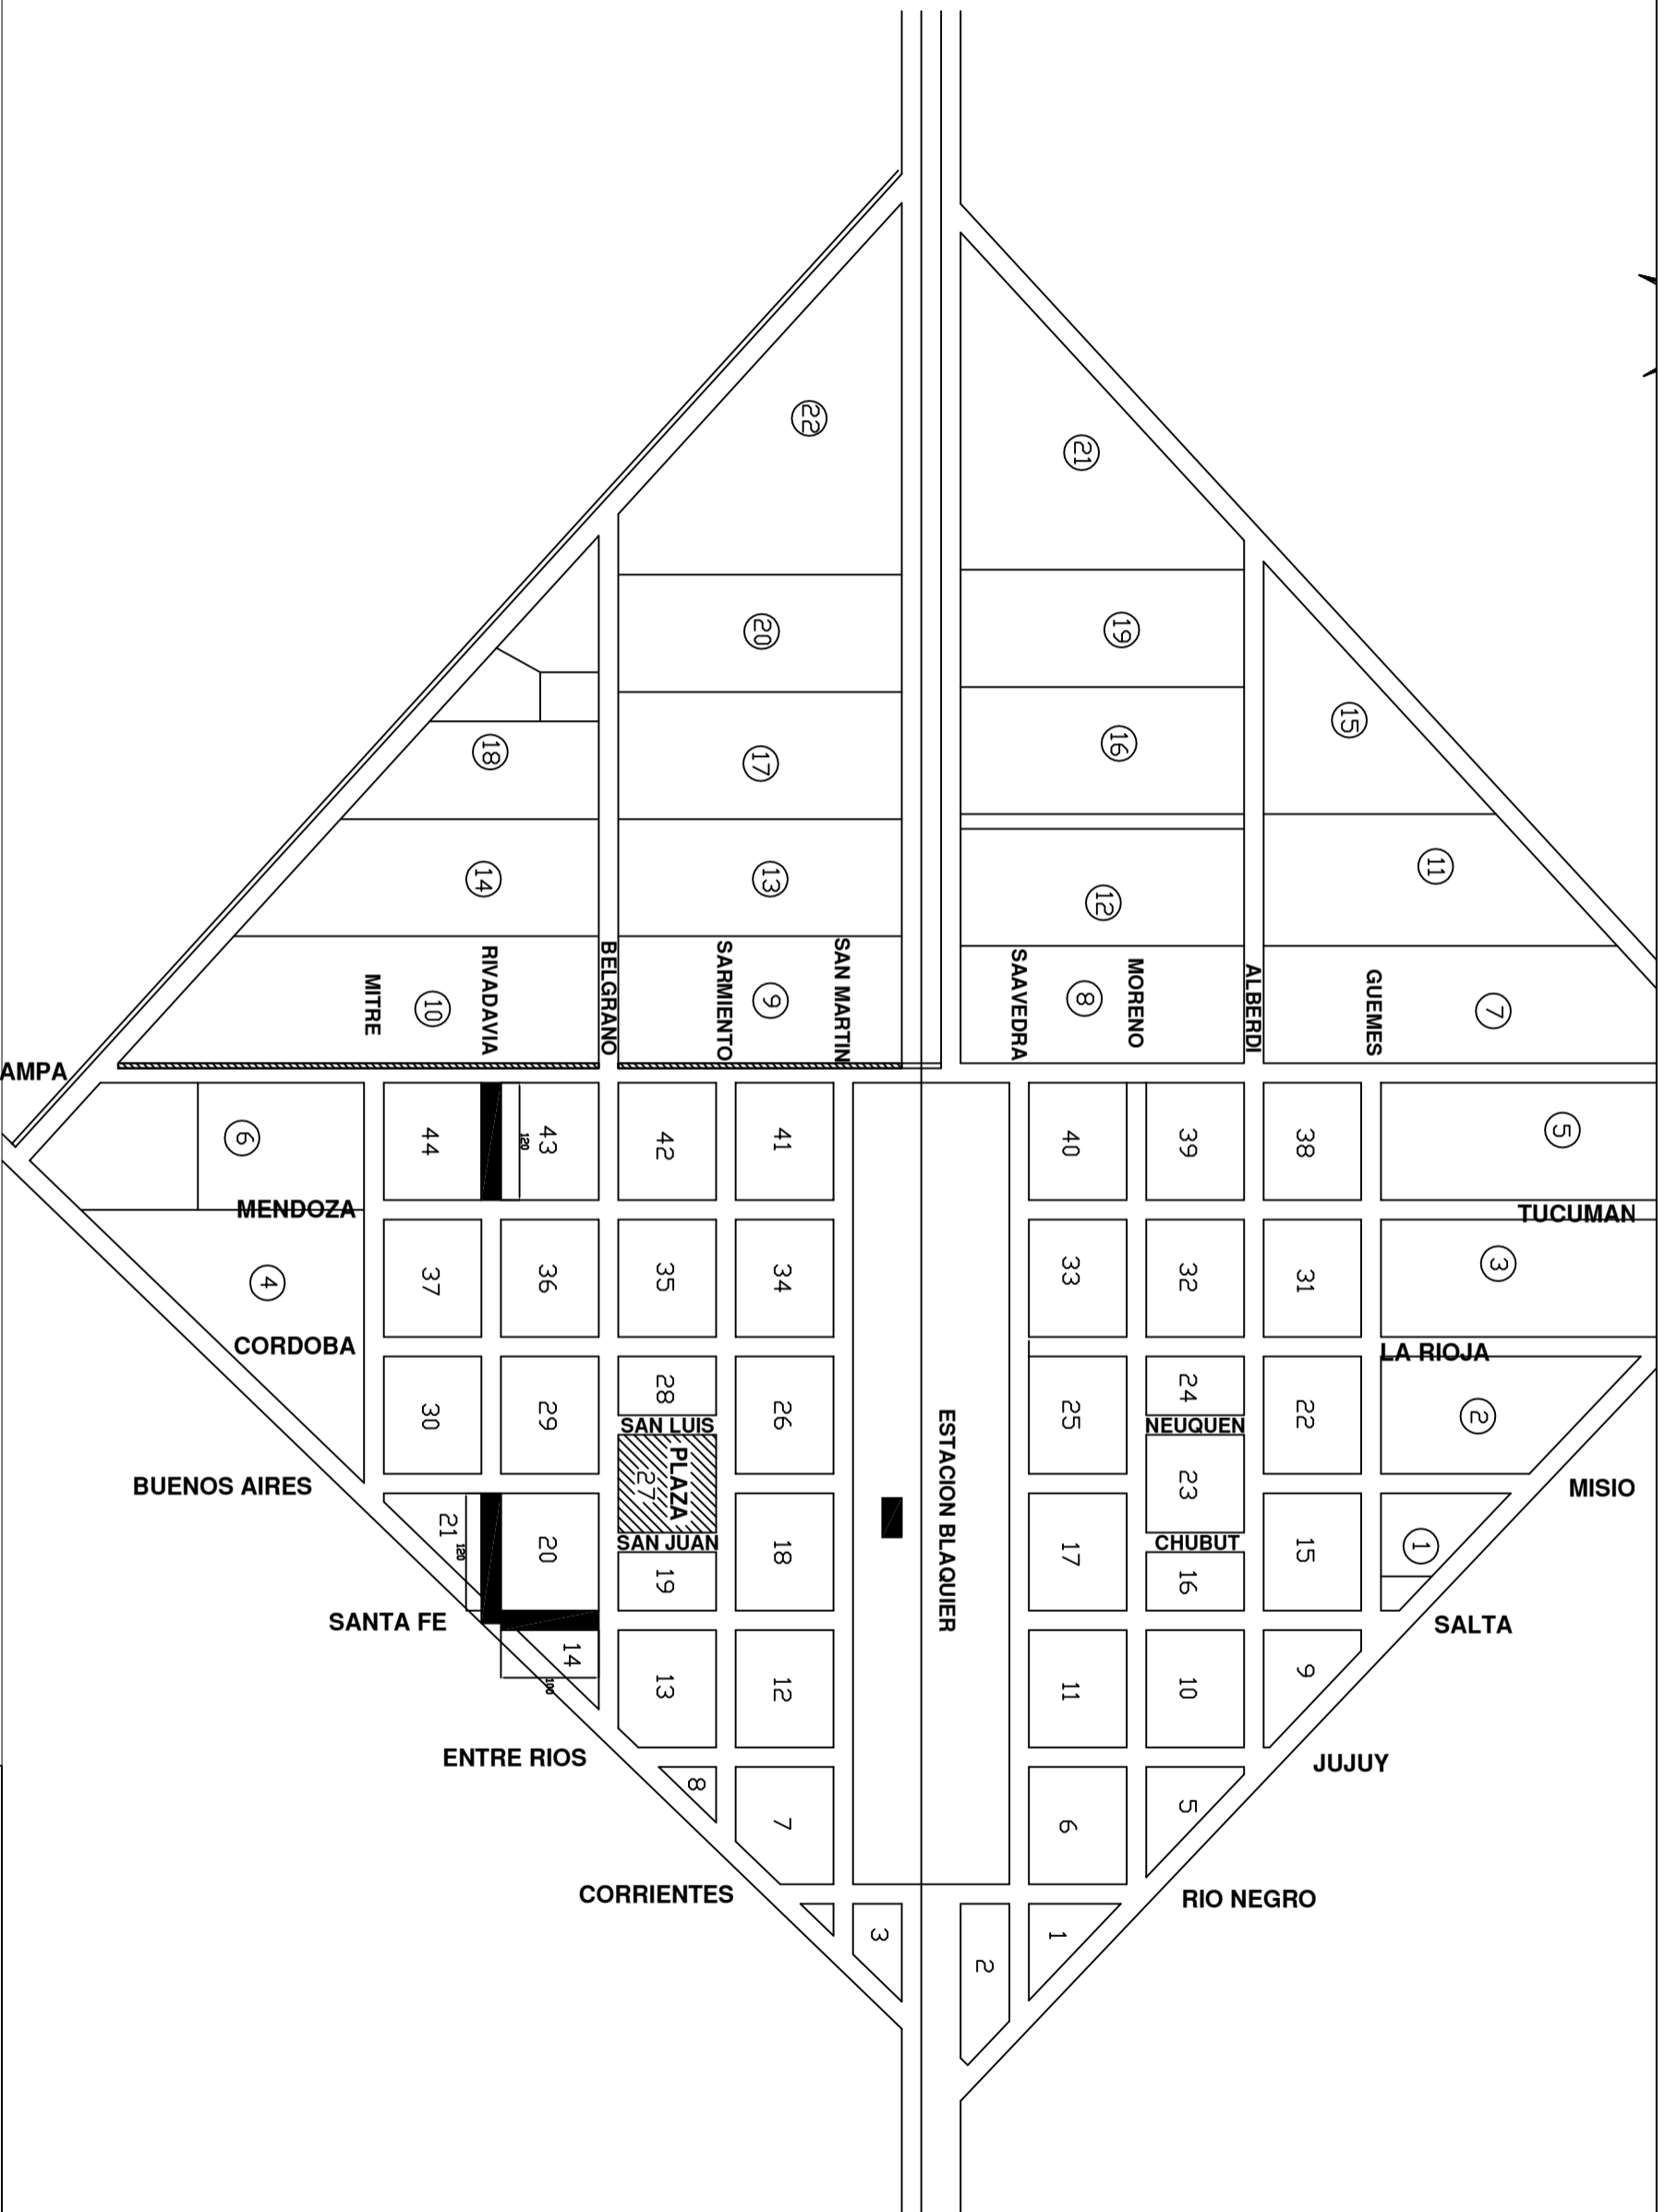 22
21
20
19
17
16
15
18
14
13
12
11
MITRE
10
RIVADAVIA
BELGRANO
SARMIENTO
9
SAN MARTIN
SAAVEDRA
8
MORENO
ALBERDI
GUEMES
7
AMPA
6
44
120
43
42
41
40
39
38
5
MENDOZA
TUCUMAN
4
37
36
35
34
33
32
31
3
CORDOBA
LA RIOJA
30
29
28
26
25
24
22
2
SAN LUIS
NEUQUEN
BUENOS AIRES
PLAZA
27
ESTACION BLAQUIER
23
MISIO
21
120
20
SAN JUAN
18
17
CHUBUT
15
1
19
16
SANTA FE
SALTA
14
100
13
12
11
10
9
ENTRE RIOS
JUJUY
8
7
6
5
CORRIENTES
RIO NEGRO
3
2
1